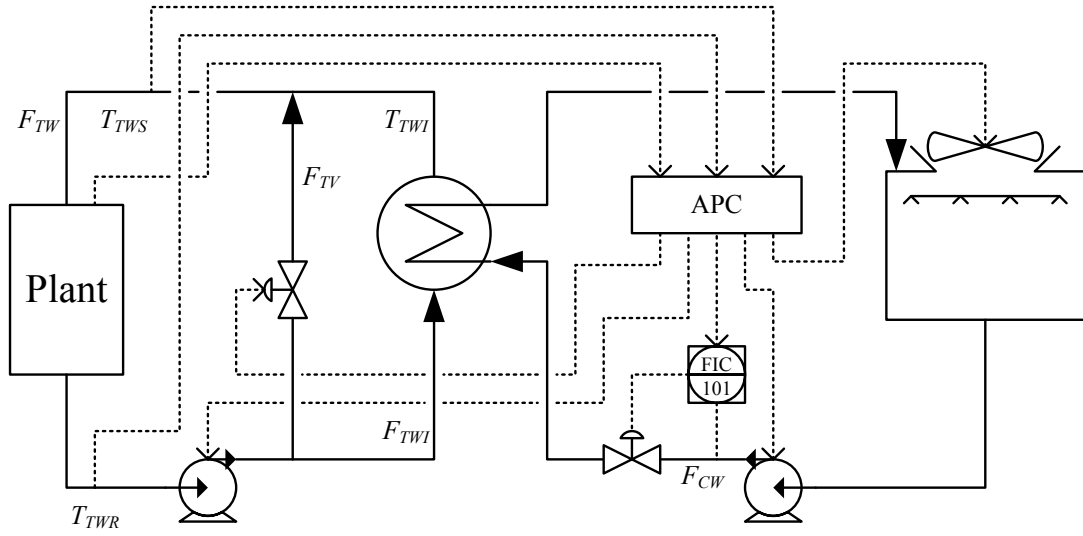 F_TW
T_TWS
T_TWI
F_TV
APC
Plant
FIC
101
F_TWI
F_CW
T_TWR